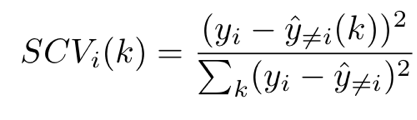 $SCV_i(k) = \frac{(y_i - \hat{y}_{\neq i}(k))^2}{\sum_k (y_i - \hat{y}_{\neq i})^2}$